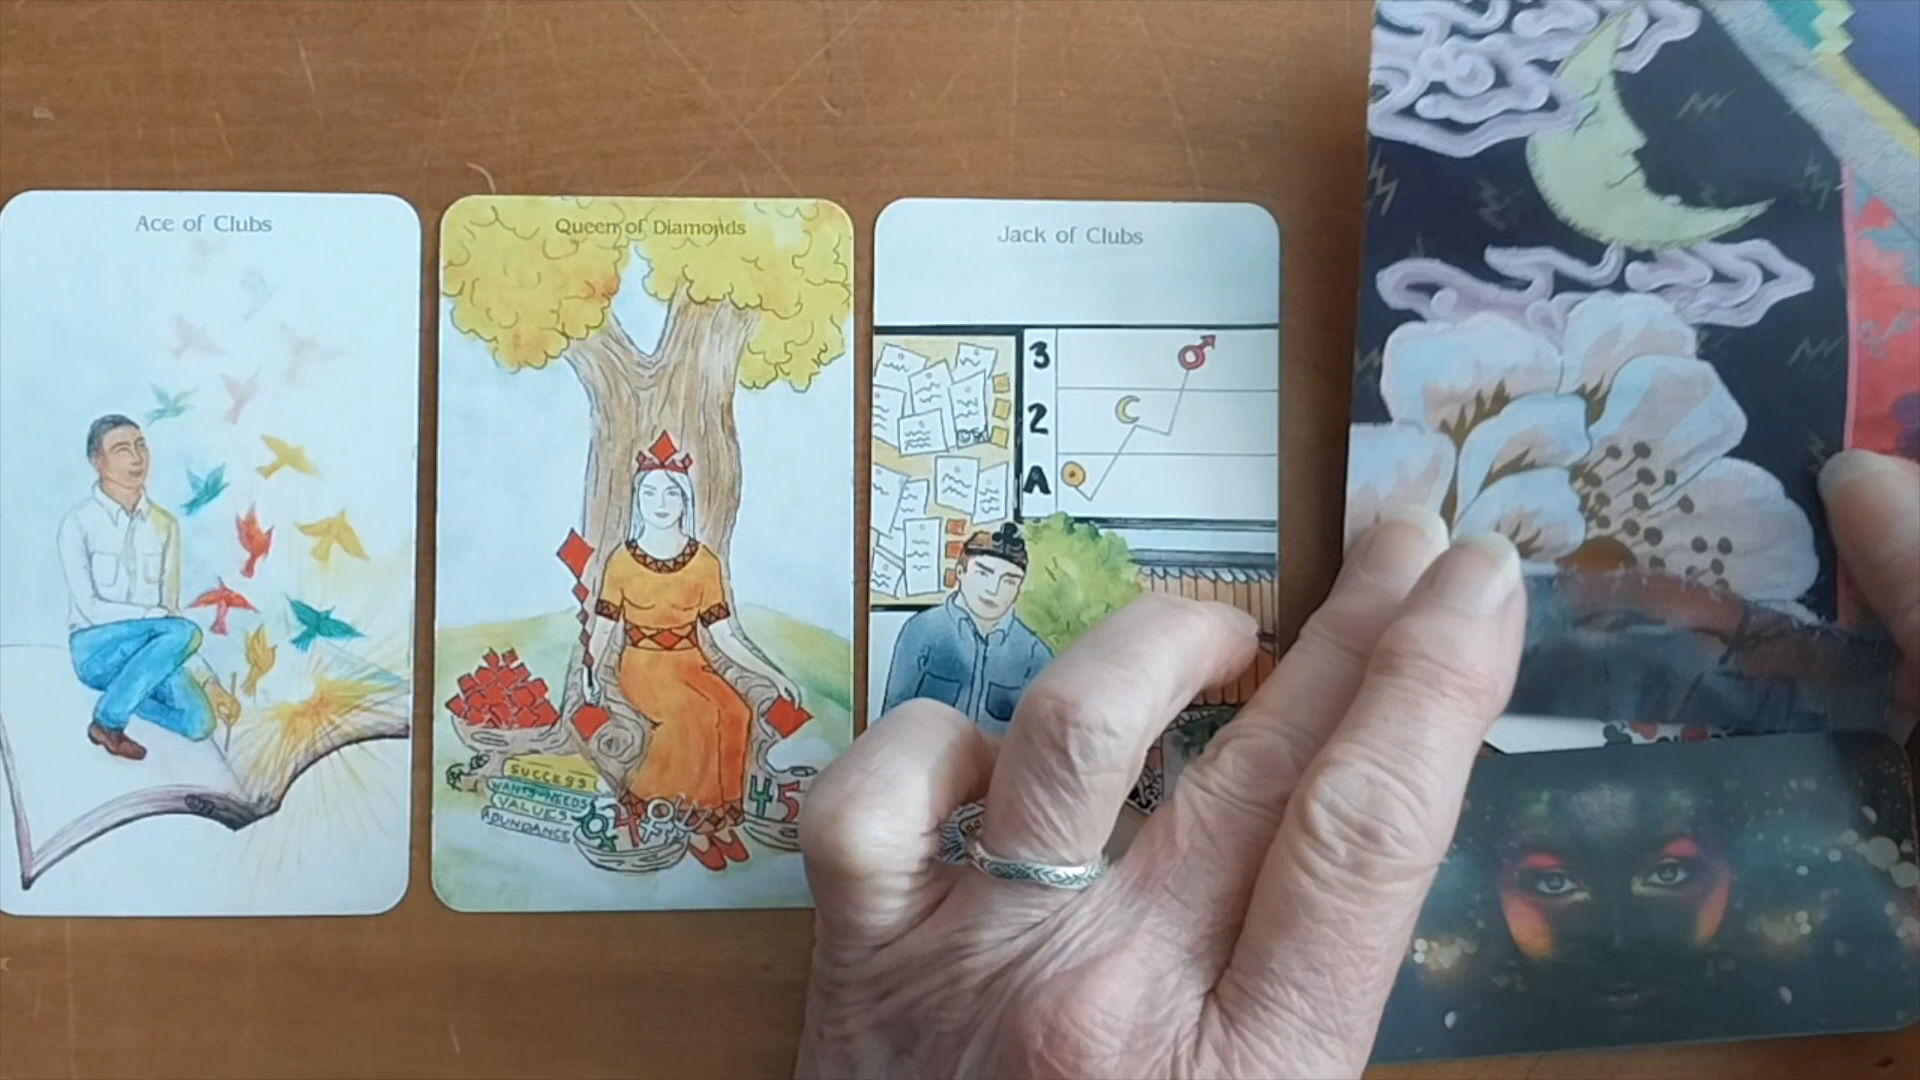 Ace of Clubs
Queen of Diamonds
Jack of Clubs
3
2
A
SUCCESS
WANTS-NEEDS
VALUES
ABUNDANCE
45